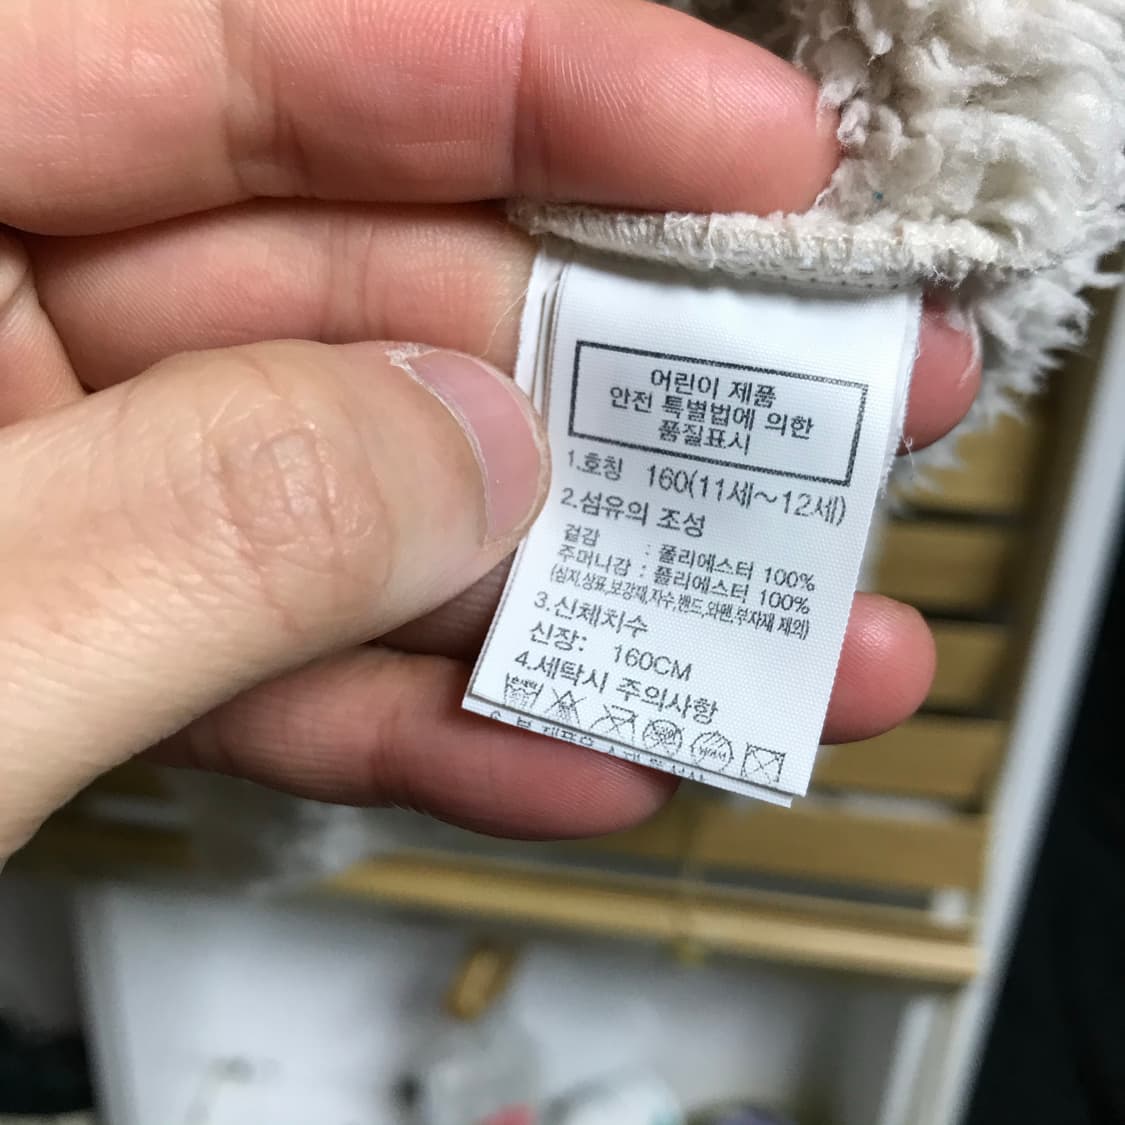 어린이 제품
안전 특별법에 의한
품질표시
1.호칭 160(11세~12세)
2.섬유의 조성
겉감 : 폴리에스터 100%
주머니감 : 폴리에스터 100%
(심지,상표,보강재,자수,밴드,와펜,부자재 제외)
3.신체치수
신장: 160CM
4.세탁시 주의사항